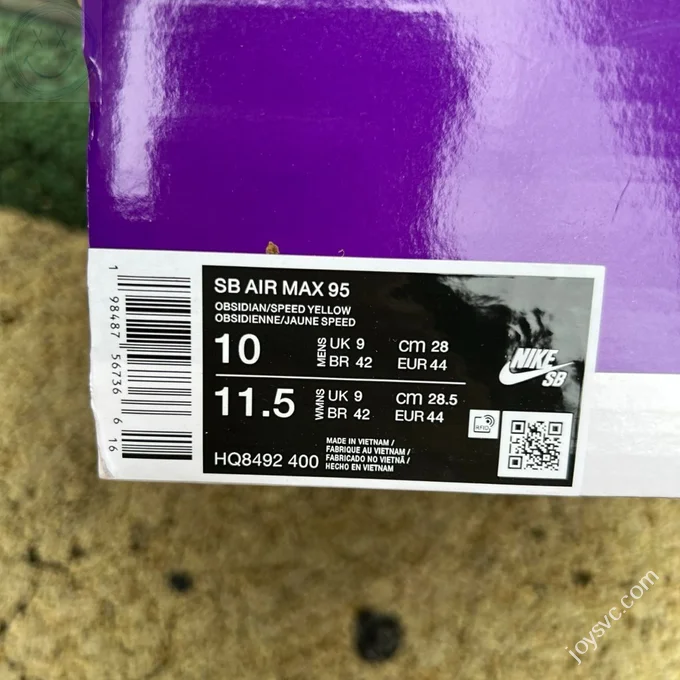 SB AIR MAX 95
OBSIDIAN/SPEED YELLOW
OBSIDIENNE/JAUNE SPEED
10 MENS UK 9 cm 28
BR 42 EUR 44
11.5 WMNS UK 9 cm 28.5
BR 42 EUR 44
HQ8492 400
MADE IN VIETNAM /
FABRIQUE AU VIETNAM /
FABRICADO NO VIETNÃ /
HECHO EN VIETNAM
NIKE
SB
RFID
1 98487 56736 6 16
joysvc.com